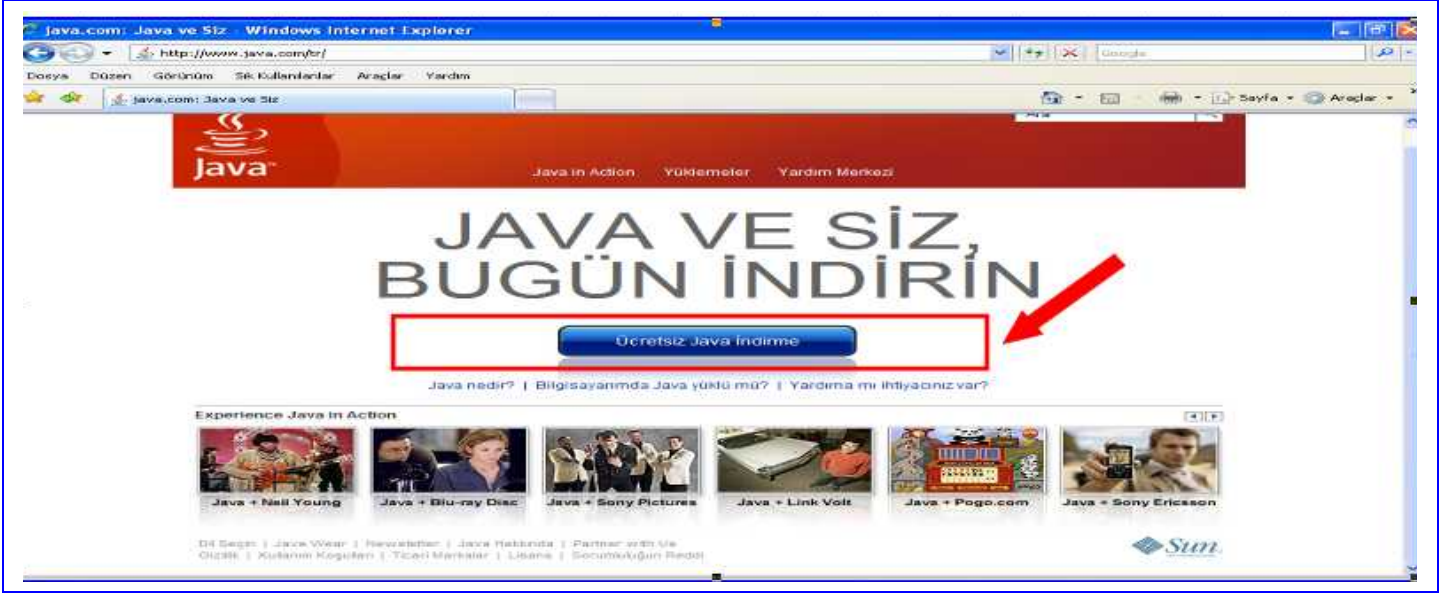 java.com: Java ve Siz - Windows Internet Explorer
http://www.java.com/tr/
Google
Dosya Düzen Görünüm Sık Kullanılanlar Araçlar Yardım
java.com: Java ve Siz
Sayfa Araçlar
Ara
Java
Java in Action Yüklemeler Yardım Merkezi
JAVA VE SİZ,
BUGÜN İNDİRİN
Ücretsiz Java İndirme
Java nedir? | Bilgisayarımda Java yüklü mü? | Yardıma mı ihtiyacınız var?
Experience Java in Action
Java + Neil Young Java + Blu-ray Disc Java + Sony Pictures Java + Link Volt Java + Pogo.com Java + Sony Ericsson
Dil Seçin | Java Wear | Newsletter | Java Hakkında | Partner with Us
Gizlilik | Kullanım Koşulları | Ticari Markalar | Lisans | Sorumluluğun Reddi
Sun